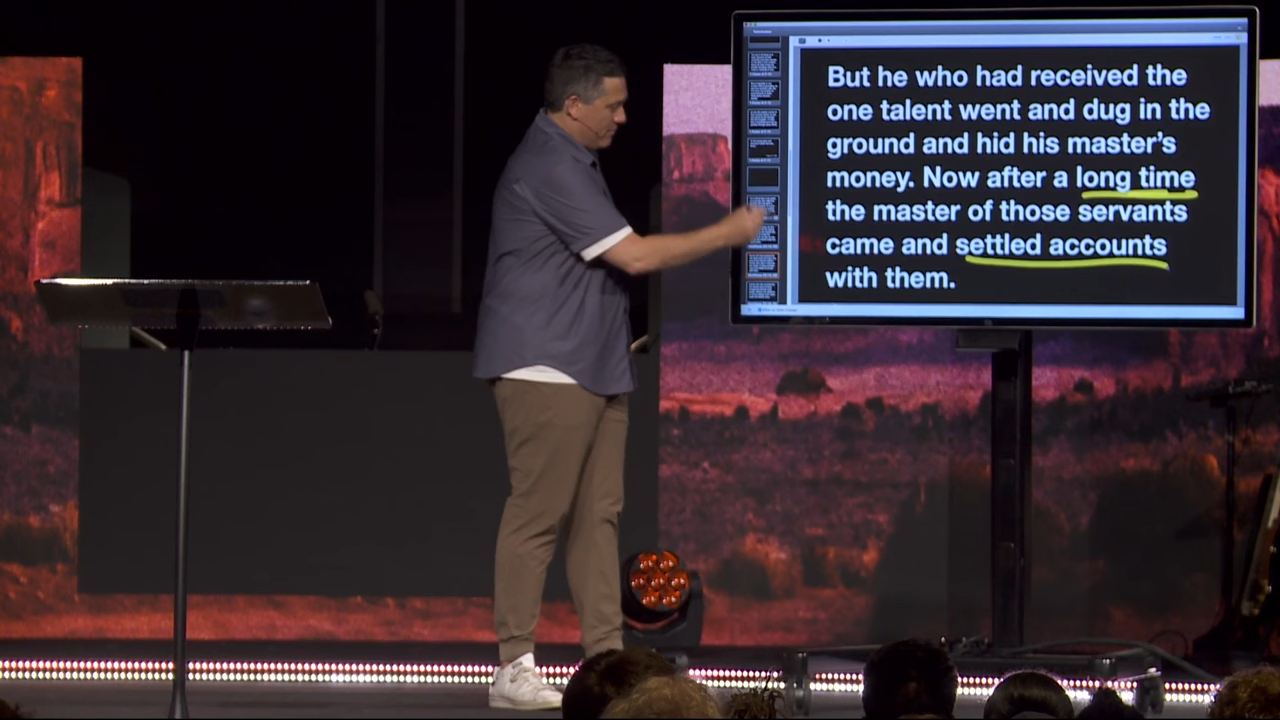 But he who had received the
one talent went and dug in the
ground and hid his master's
money. Now after a long time
the master of those servants
came and settled accounts
with them.